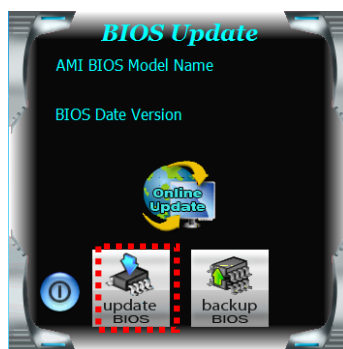 BIOS Update
AMI BIOS Model Name
BIOS Date Version
Online
Update
update
BIOS
backup
BIOS